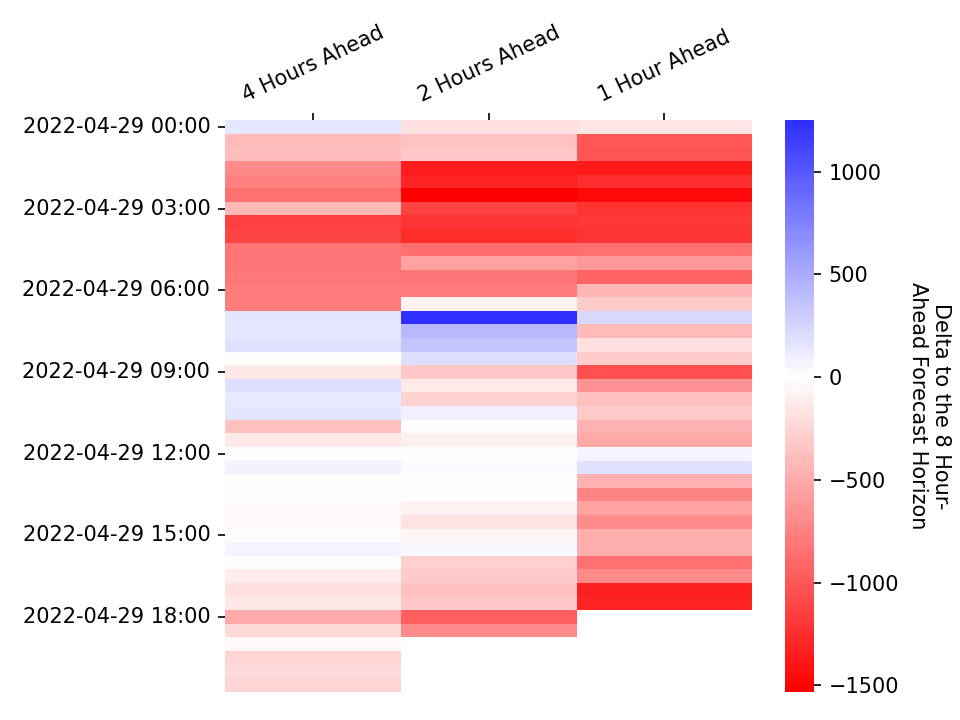 4 Hours Ahead
2 Hours Ahead
1 Hour Ahead
2022-04-29 00:00
2022-04-29 03:00
2022-04-29 06:00
2022-04-29 09:00
2022-04-29 12:00
2022-04-29 15:00
2022-04-29 18:00
1000
500
0
−500
−1000
−1500
Delta to the 8 Hour-
Ahead Forecast Horizon